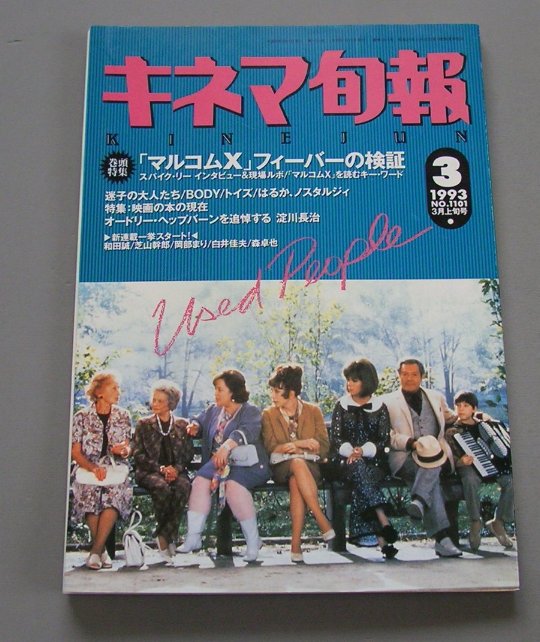 キネマ旬報
KINEJUN
巻頭特集
「マルコムX」フィーバーの検証
スパイク・リー インタビュー&現場ルポ/「マルコムX」を読むキー・ワード
迷子の大人たち/BODY/トイズ/はるか、ノスタルジィ
特集:映画の本の現在
オードリー・ヘップバーンを追悼する 淀川長治
▶新連載一挙スタート!◀
和田誠/芝山幹郎/岡部まり/白井佳夫/森卓也
3
1993
NO.1101
3月上旬号
Used People